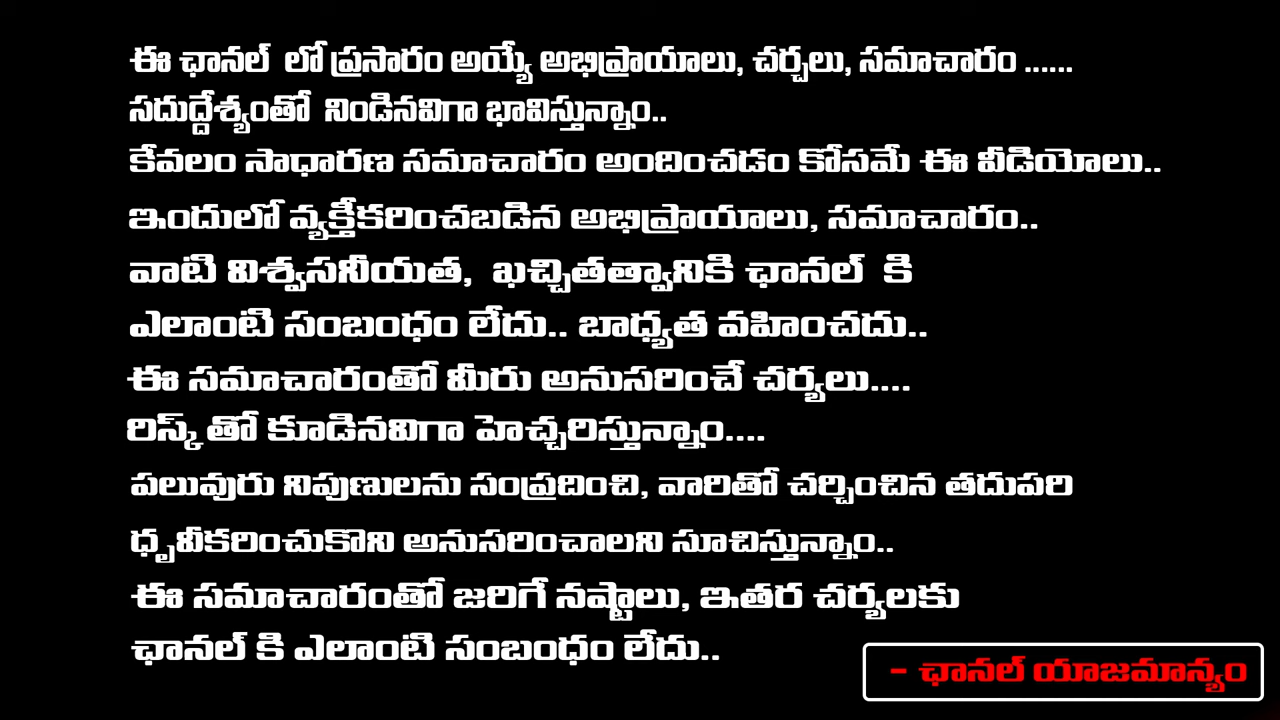 ఈ ఛానల్ లో ప్రసారం అయ్యే అభిప్రాయాలు, చర్చలు, సమాచారం ......
సదుద్దేశ్యంతో నిండినవిగా భావిస్తున్నాం..
కేవలం సాధారణ సమాచారం అందించడం కోసమే ఈ వీడియోలు..
ఇందులో వ్యక్తీకరించబడిన అభిప్రాయాలు, సమాచారం..
వాటి విశ్వసనీయత, ఖచ్చితత్వానికి ఛానల్ కి
ఎలాంటి సంబంధం లేదు.. బాధ్యత వహించదు..
ఈ సమాచారంతో మీరు అనుసరించే చర్యలు....
రిస్క్ తో కూడినవిగా హెచ్చరిస్తున్నాం....
పలువురు నిపుణులను సంప్రదించి, వారితో చర్చించిన తదుపరి
ధృవీకరించుకొని అనుసరించాలని సూచిస్తున్నాం..
ఈ సమాచారంతో జరిగే నష్టాలు, ఇతర చర్యలకు
ఛానల్ కి ఎలాంటి సంబంధం లేదు..
- ఛానల్ యాజమాన్యం